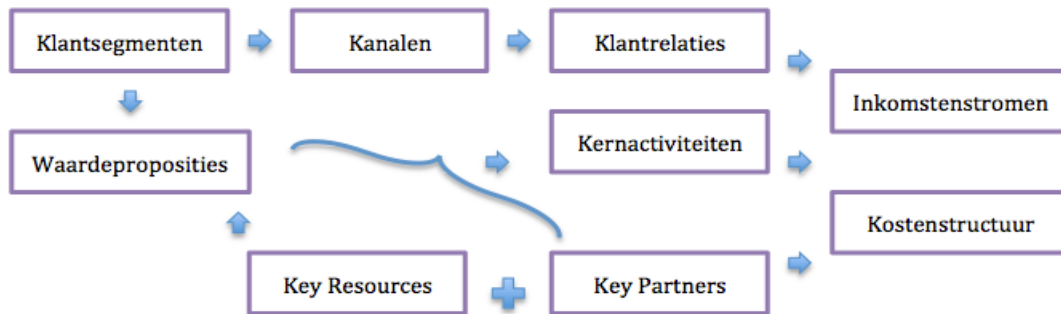 Klantsegmenten
Kanalen
Klantrelaties
Inkomstenstromen
Waardeproposities
Kernactiviteiten
Kostenstructuur
Key Resources
Key Partners